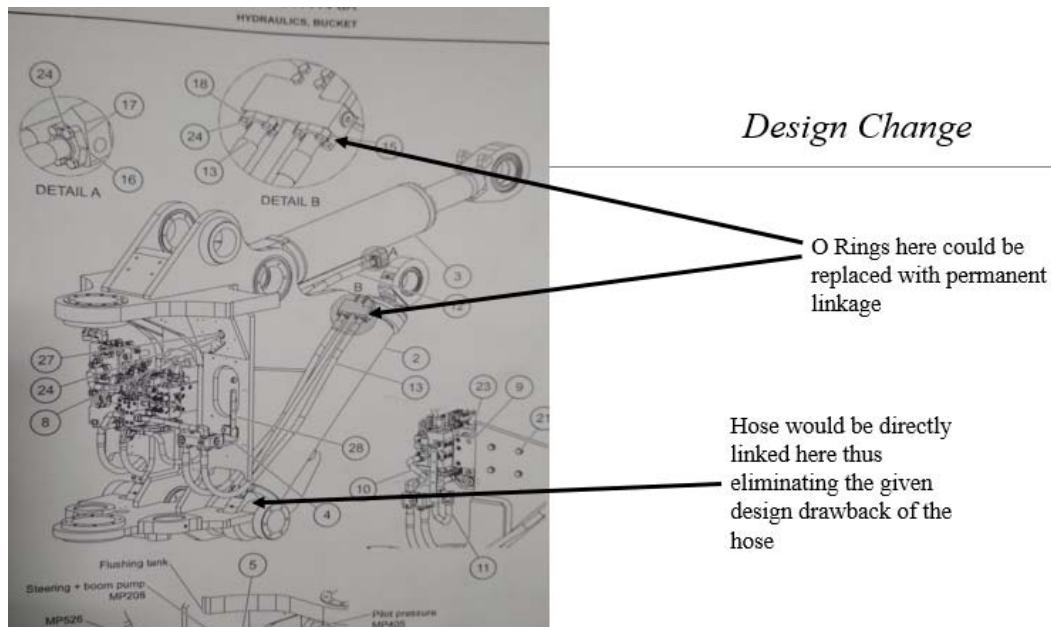 HYDRAULICS, BUCKET
24
17
16
DETAIL A
18
24
13
15
DETAIL B
Design Change
A
3
B
12
O Rings here could be
replaced with permanent
linkage
27
24
8
2
13
23
9
21
28
10
4
11
Hose would be directly
linked here thus
eliminating the given
design drawback of the
hose
Flushing tank
5
Steering + boom pump
MP208
MP526
Pilot pressure
MP405